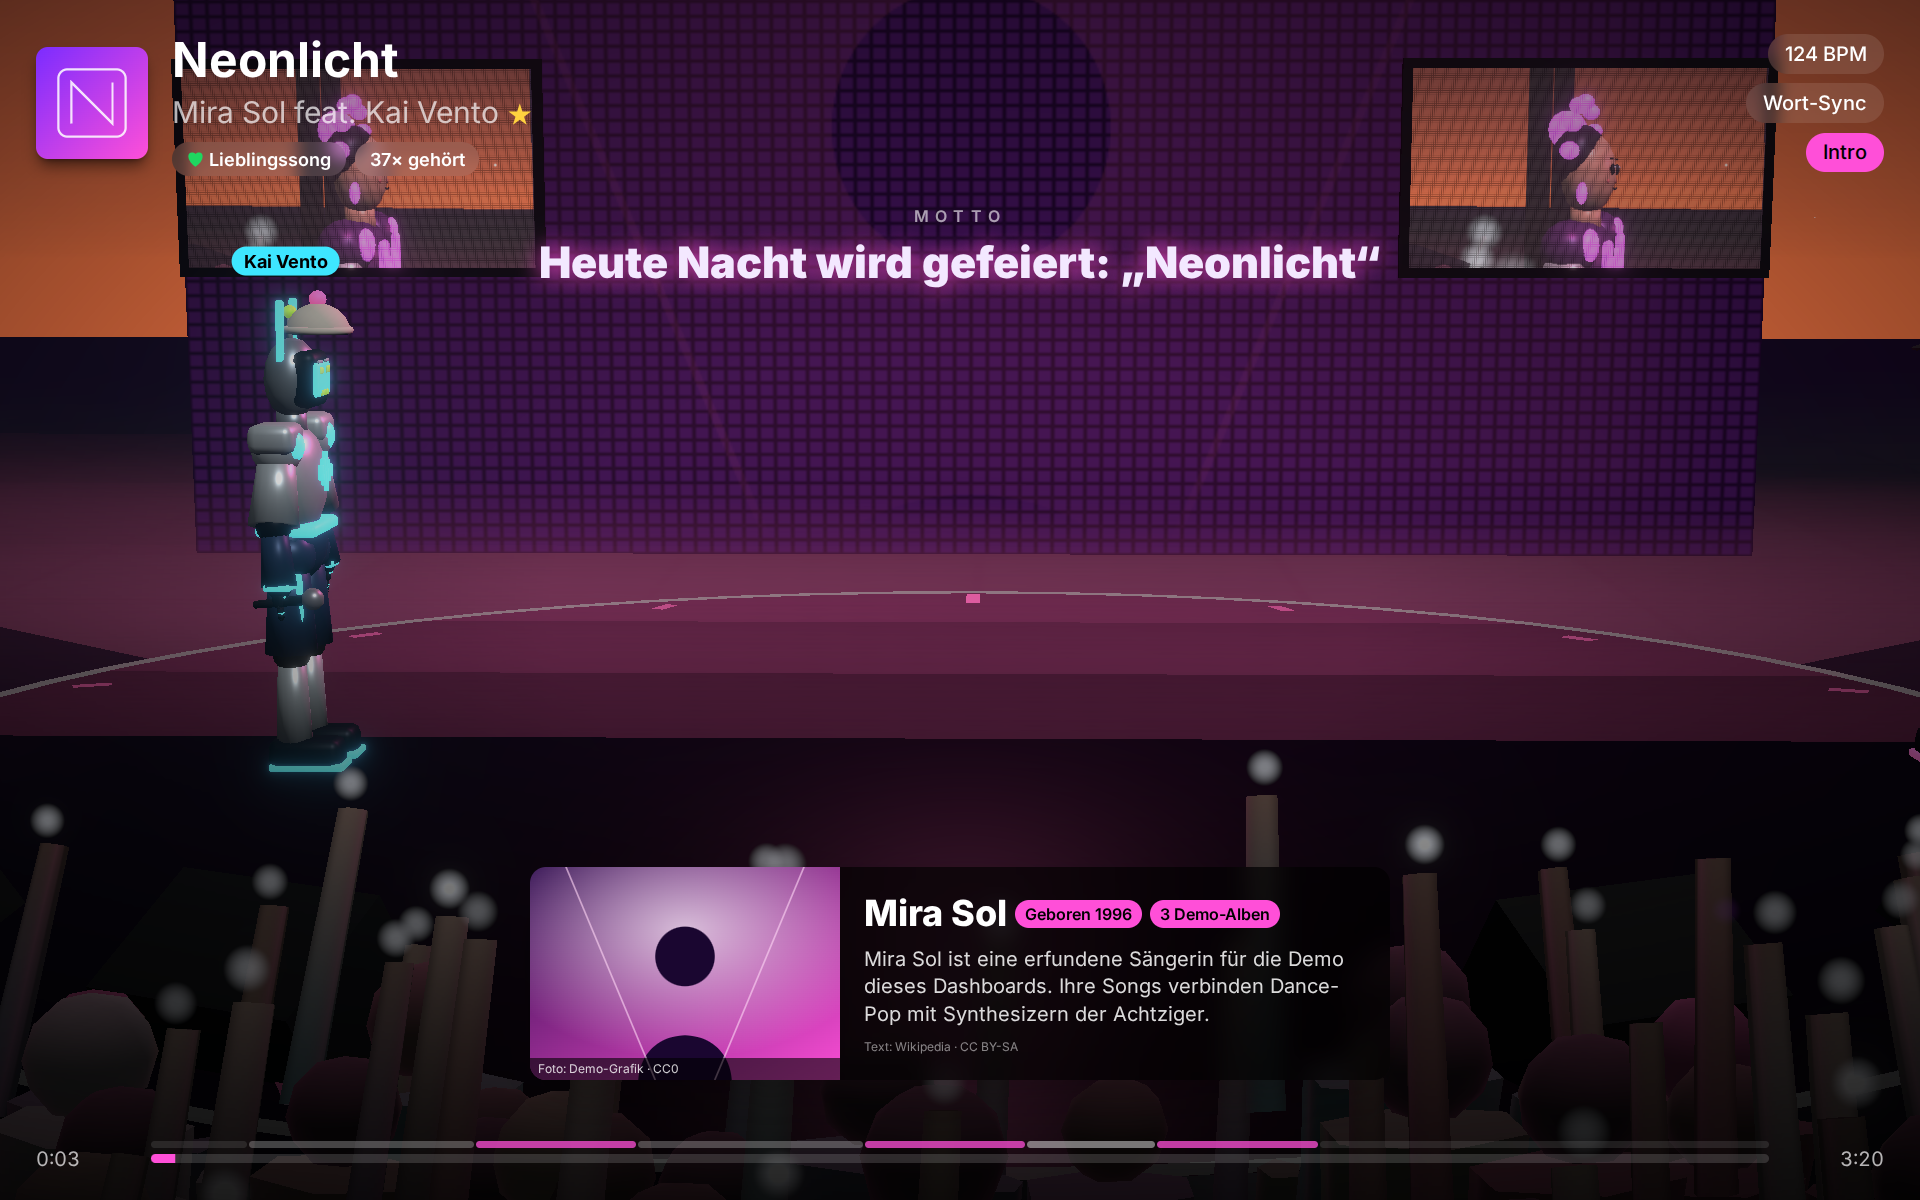 N
Neonlicht
Mira Sol feat. Kai Vento ★
Lieblingssong
37× gehört
124 BPM
Wort-Sync
Intro
MOTTO
Heute Nacht wird gefeiert: „Neonlicht“
Kai Vento
Mira Sol
Geboren 1996
3 Demo-Alben
Mira Sol ist eine erfundene Sängerin für die Demo
dieses Dashboards. Ihre Songs verbinden Dance-
Pop mit Synthesizern der Achtziger.
Text: Wikipedia · CC BY-SA
Foto: Demo-Grafik · CC0
0:03
3:20